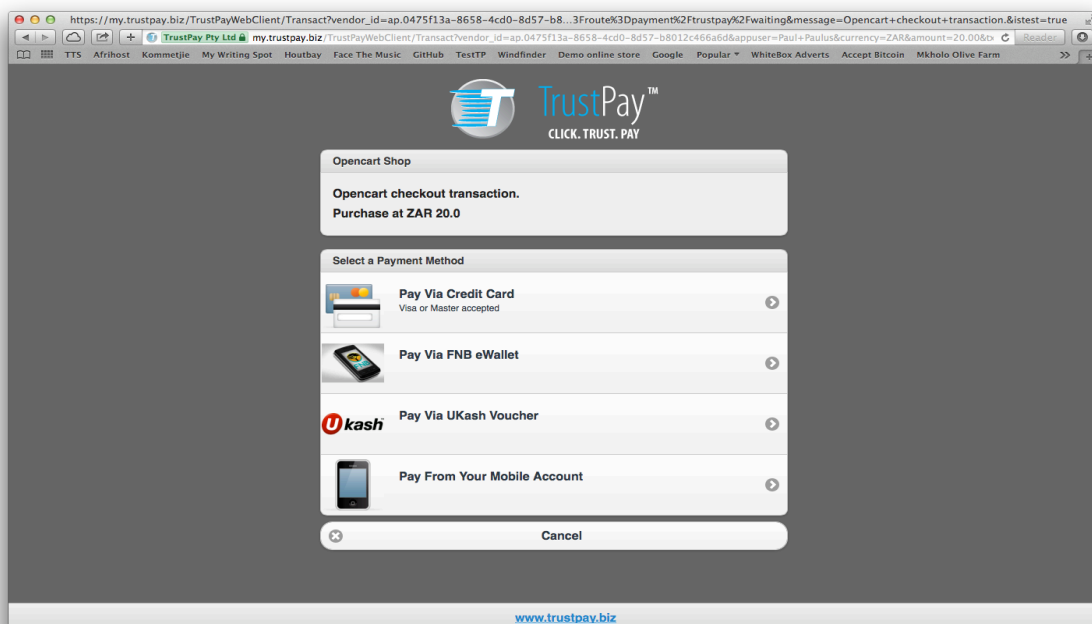 https://my.trustpay.biz/TrustPayWebClient/Transact?vendor_id=ap.0475f13a-8658-4cd0-8d57-b8...3Froute%3Dpayment%2Ftrustpay%2Fwaiting&message=Opencart+checkout+transaction.&istest=true
TrustPay Pty Ltd my.trustpay.biz/TrustPayWebClient/Transact?vendor_id=ap.0475f13a-8658-4cd0-8d57-b8012c466a6d&appuser=Paul+Paulus&currency=ZAR&amount=20.00&tx Reader
TTS Afrihost Kommetjie My Writing Spot Houtbay Face The Music GitHub TestTP Windfinder Demo online store Google Popular WhiteBox Adverts Accept Bitcoin Mkholo Olive Farm
T TrustPay™
CLICK. TRUST. PAY
Opencart Shop
Opencart checkout transaction.
Purchase at ZAR 20.0
Select a Payment Method
Pay Via Credit Card
Visa or Master accepted
Pay Via FNB eWallet
Ukash™ Pay Via UKash Voucher
Pay From Your Mobile Account
Cancel
www.trustpay.biz